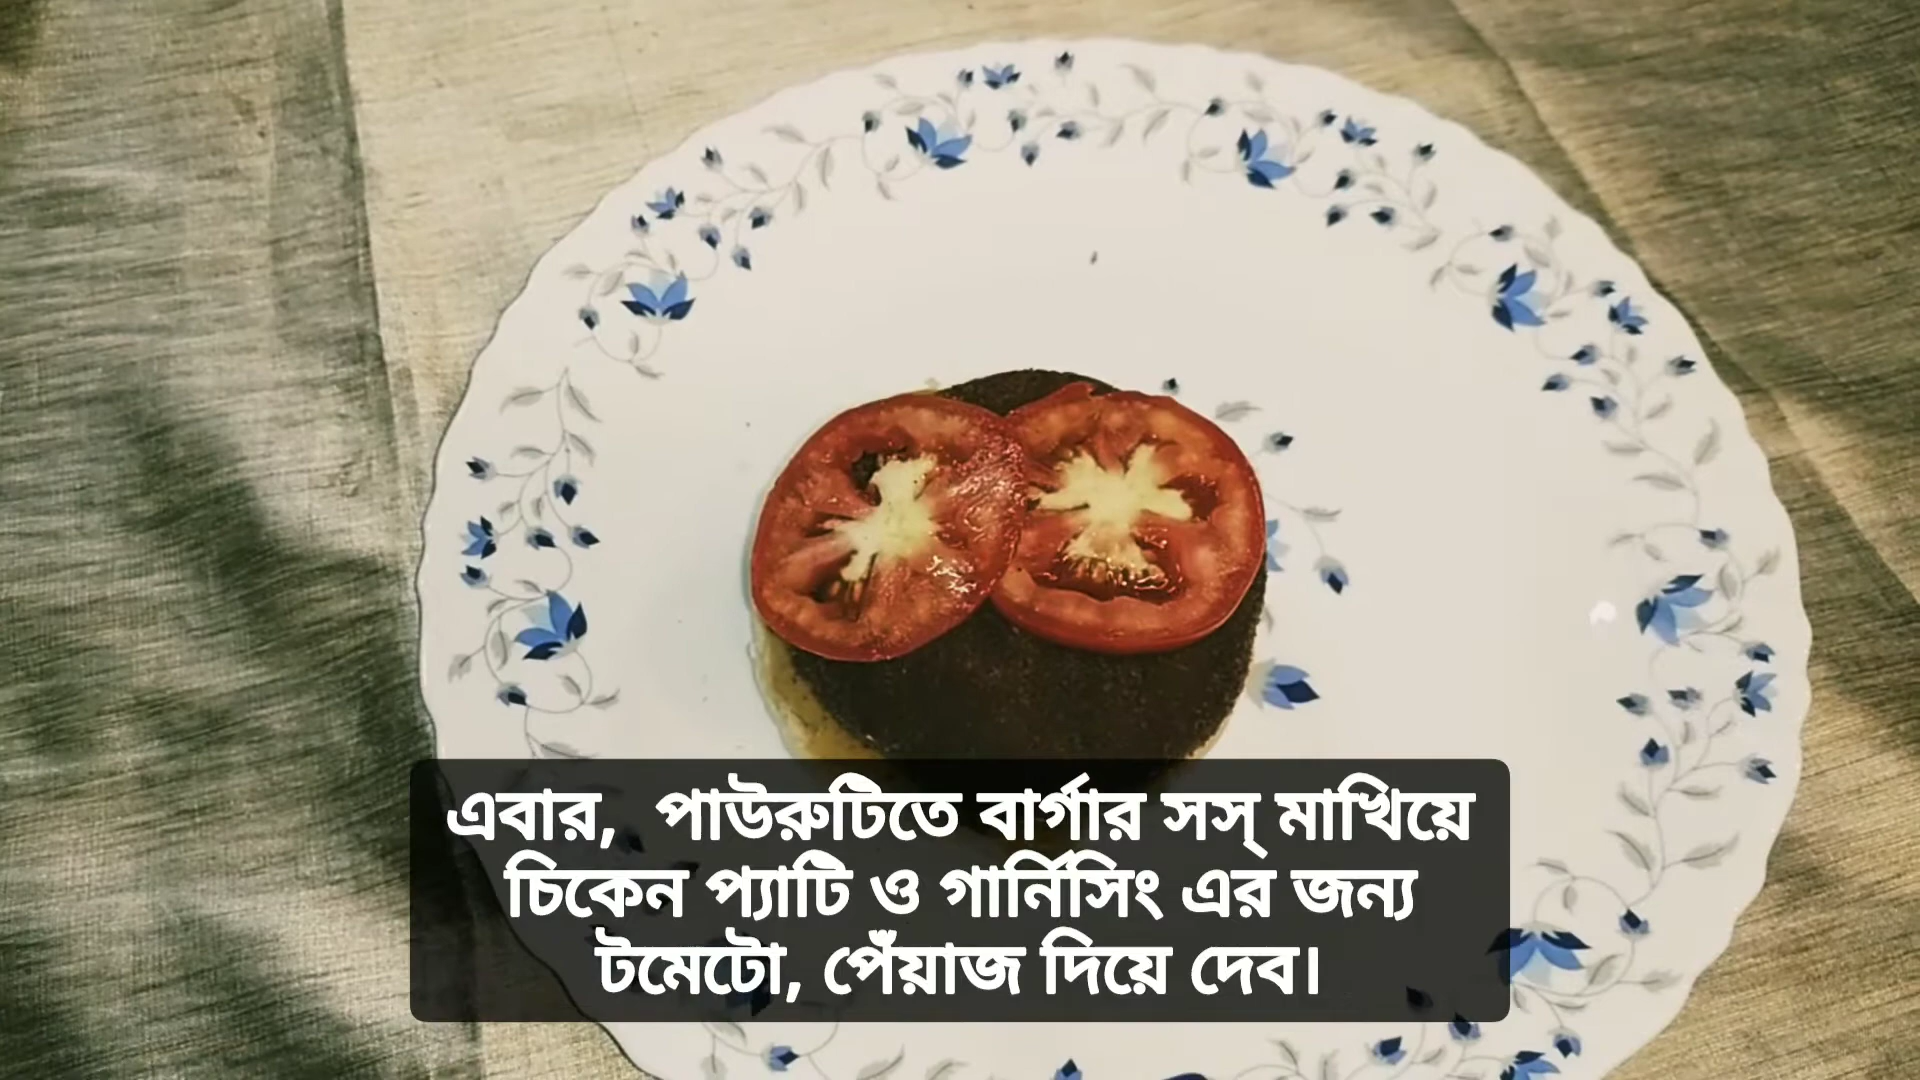 এবার,  পাউরুটিতে বার্গার সস্ মাখিয়ে
চিকেন প্যাটি ও গার্নিসিং এর জন্য
টমেটো, পেঁয়াজ দিয়ে দেব।